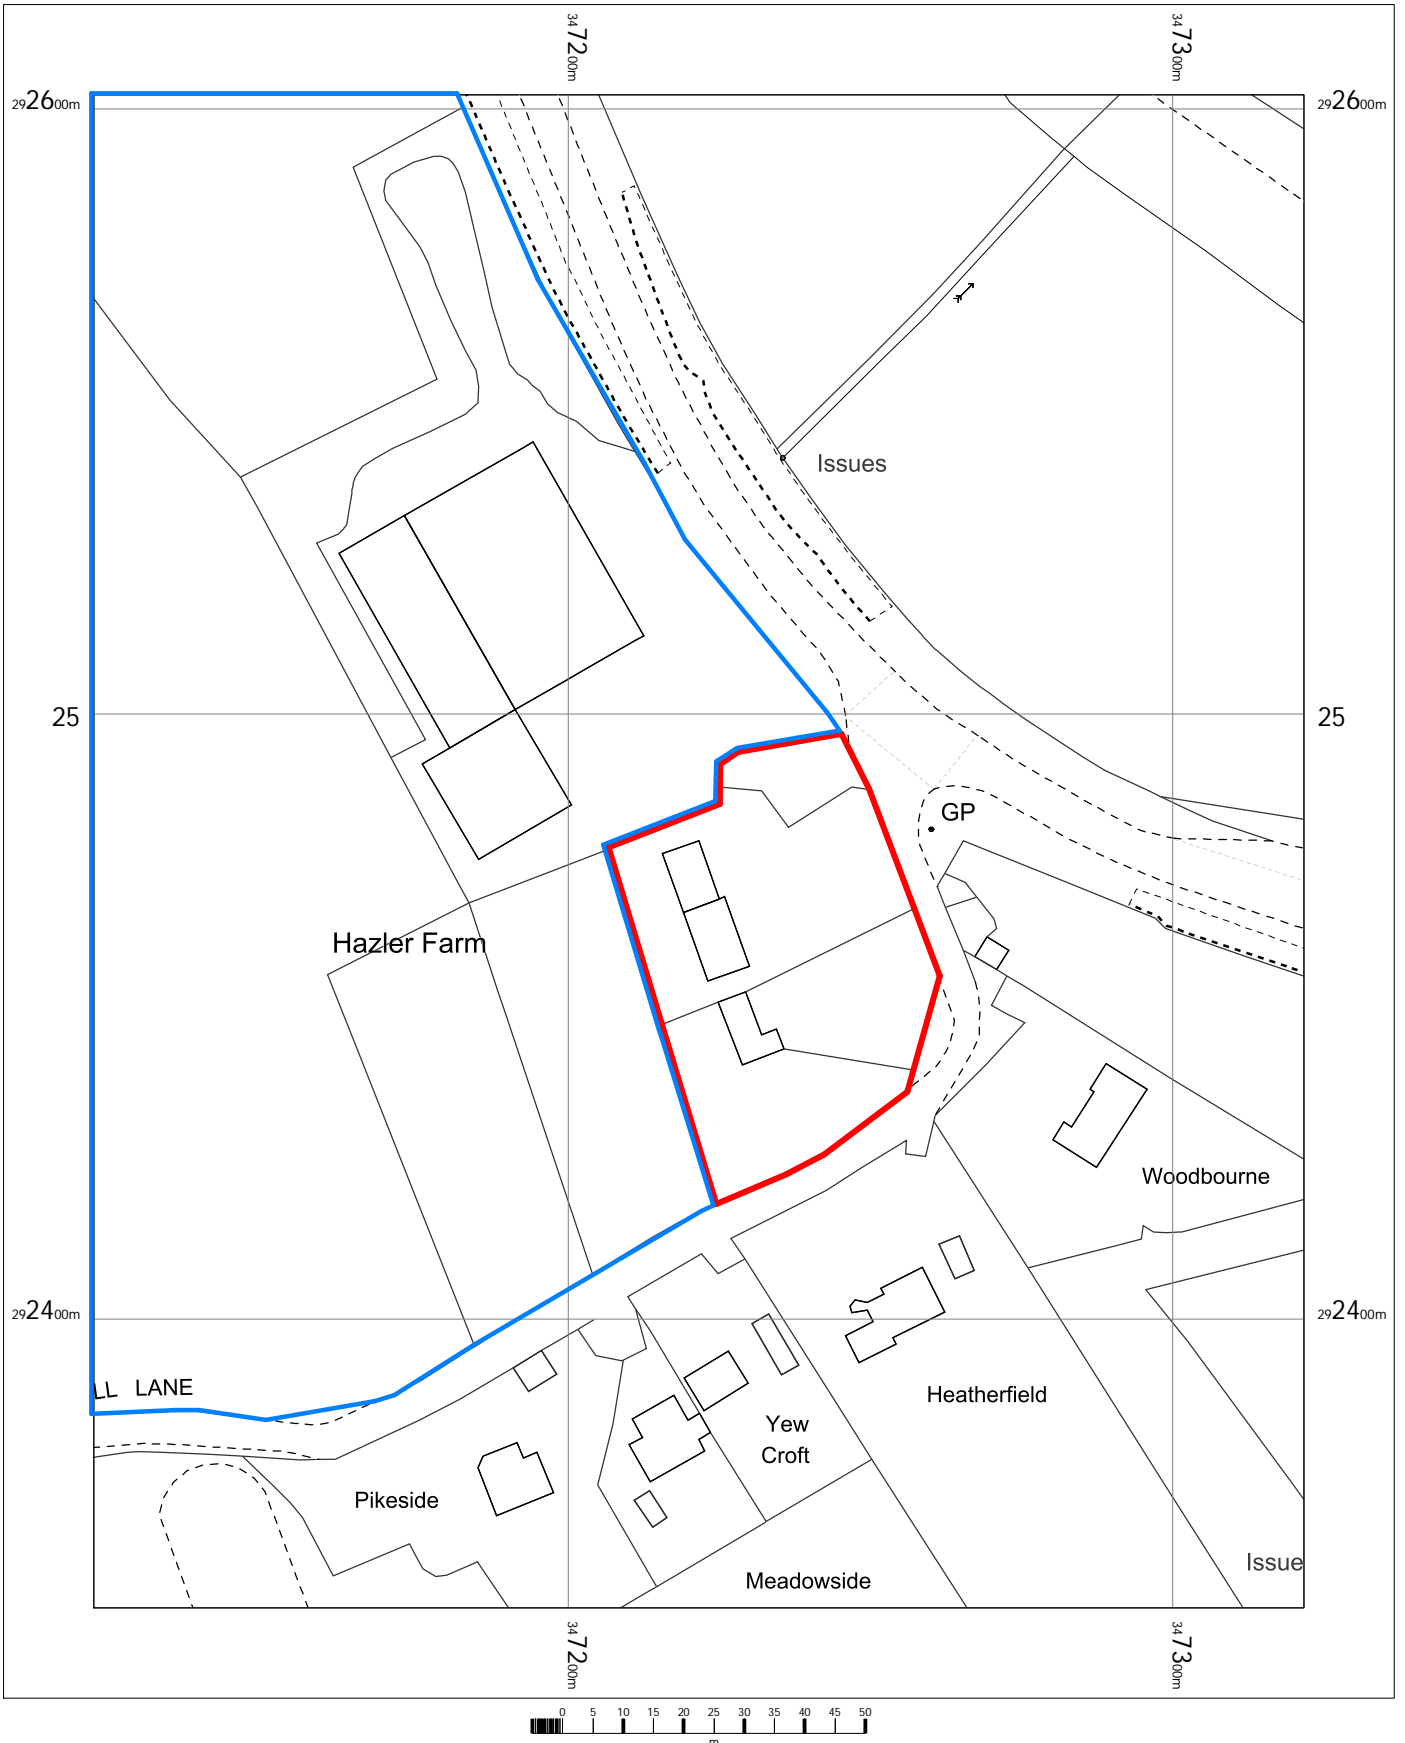 3472 00m
3473 00m
2926 00m
2926 00m
Issues
25
25
GP
Hazler Farm
Woodbourne
2924 00m
2924 00m
LL LANE
Heatherfield
Yew
Croft
Pikeside
Issue
Meadowside
3472 00m
3473 00m
0 5 10 15 20 25 30 35 40 45 50
m